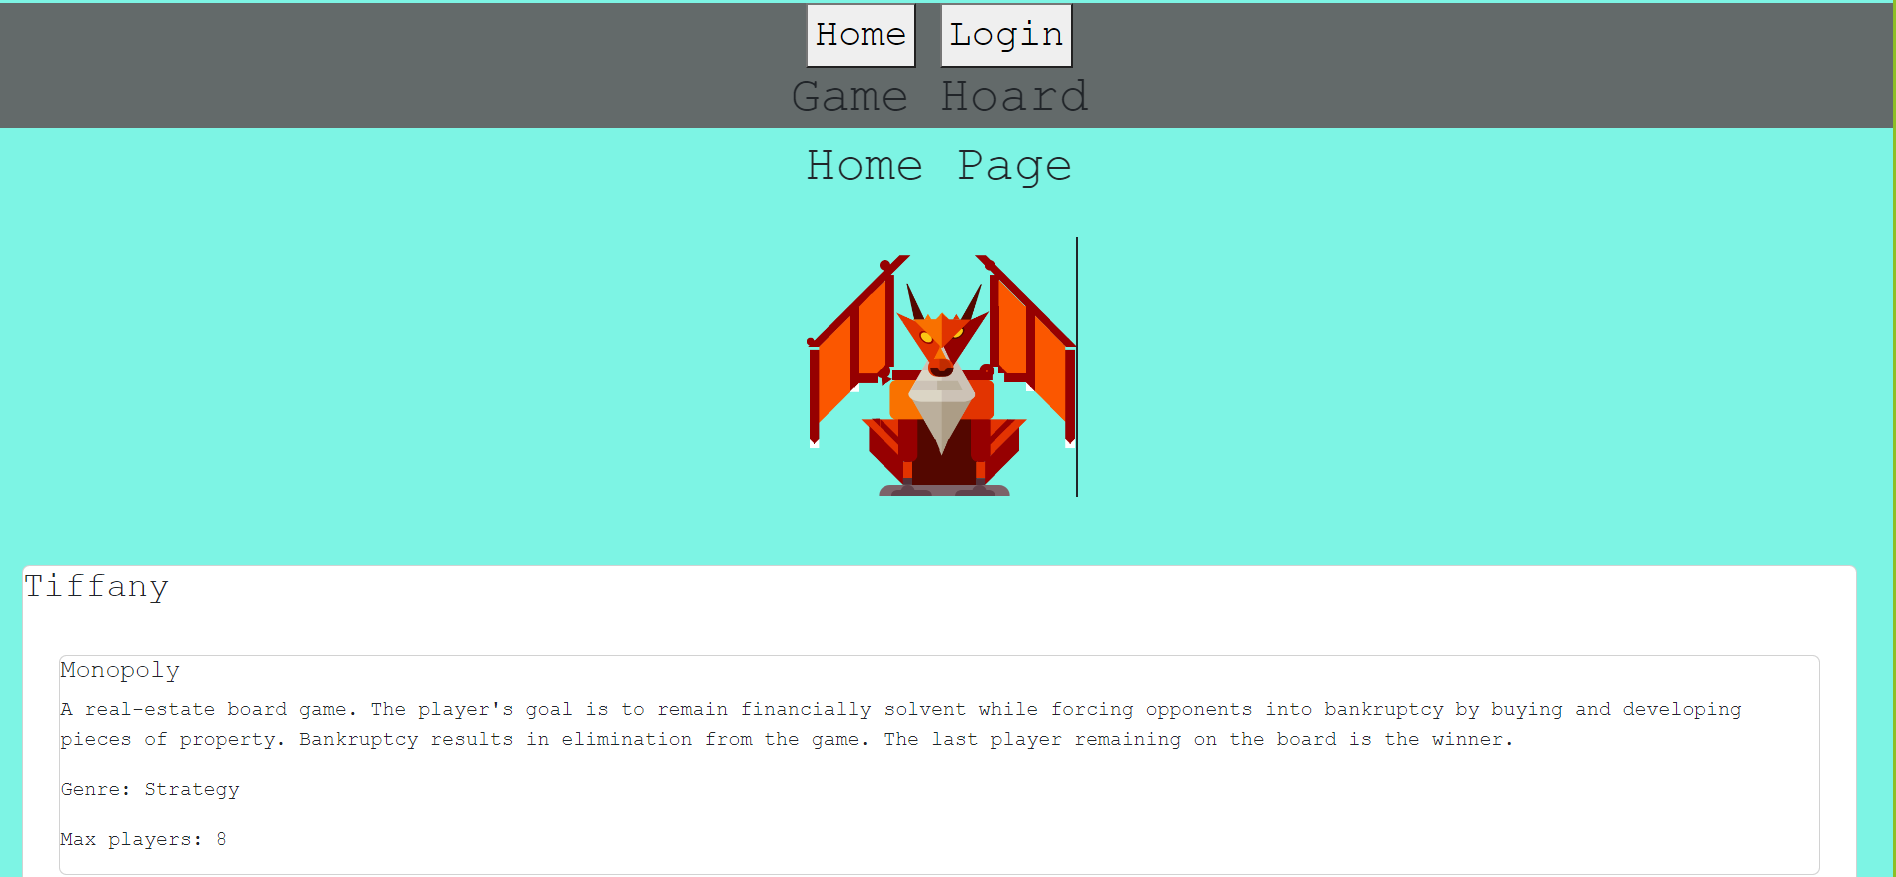 Home Login
Game Hoard
Home Page
Tiffany
Monopoly
A real-estate board game. The player's goal is to remain financially solvent while forcing opponents into bankruptcy by buying and developing
pieces of property. Bankruptcy results in elimination from the game. The last player remaining on the board is the winner.
Genre: Strategy
Max players: 8